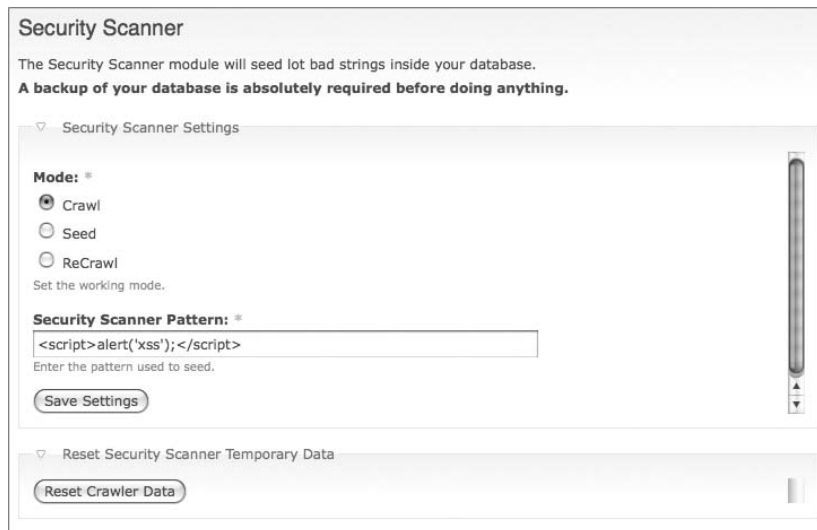 Security Scanner
The Security Scanner module will seed lot bad strings inside your database.
A backup of your database is absolutely required before doing anything.
Security Scanner Settings
Mode: *
Crawl
Seed
ReCrawl
Set the working mode.
Security Scanner Pattern: *
<script>alert('xss');</script>
Enter the pattern used to seed.
Save Settings
Reset Security Scanner Temporary Data
Reset Crawler Data